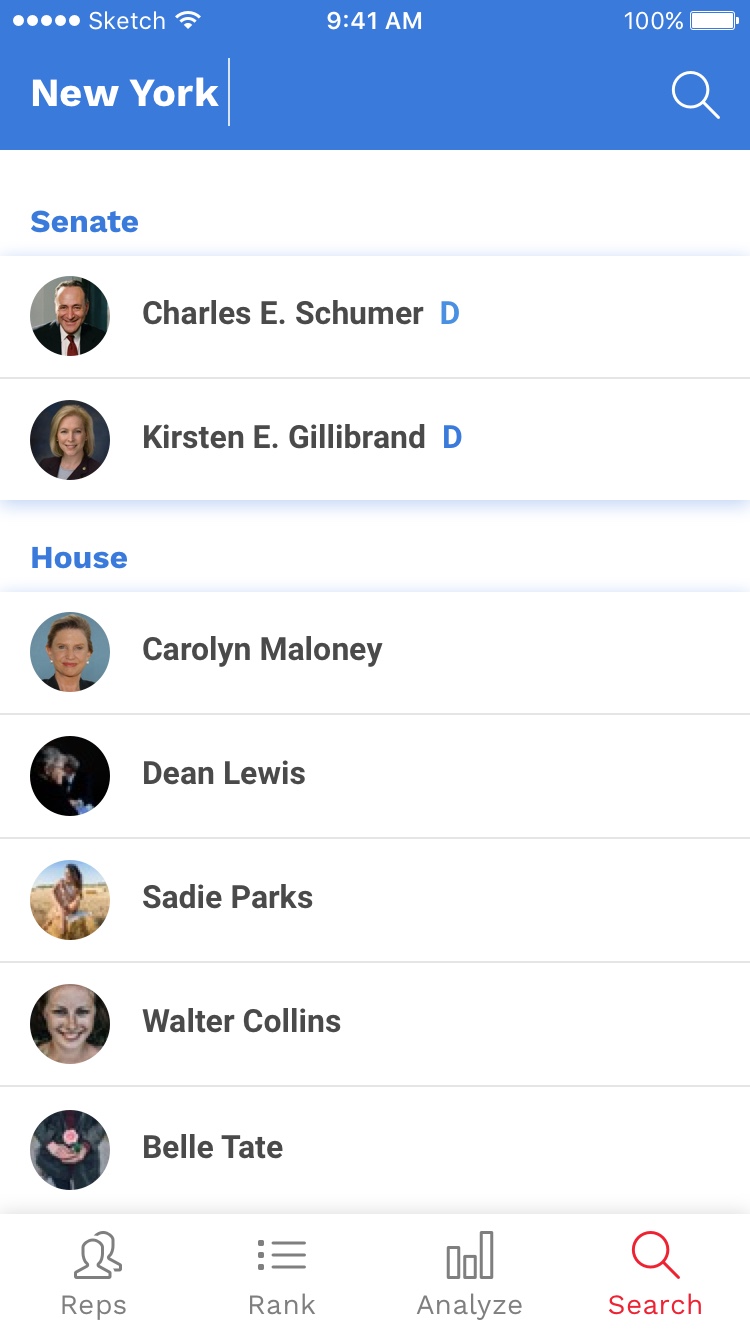 Sketch 9:41 AM 100%
New York
Senate
Charles E. Schumer D
Kirsten E. Gillibrand D
House
Carolyn Maloney
Dean Lewis
Sadie Parks
Walter Collins
Belle Tate
Reps Rank Analyze Search